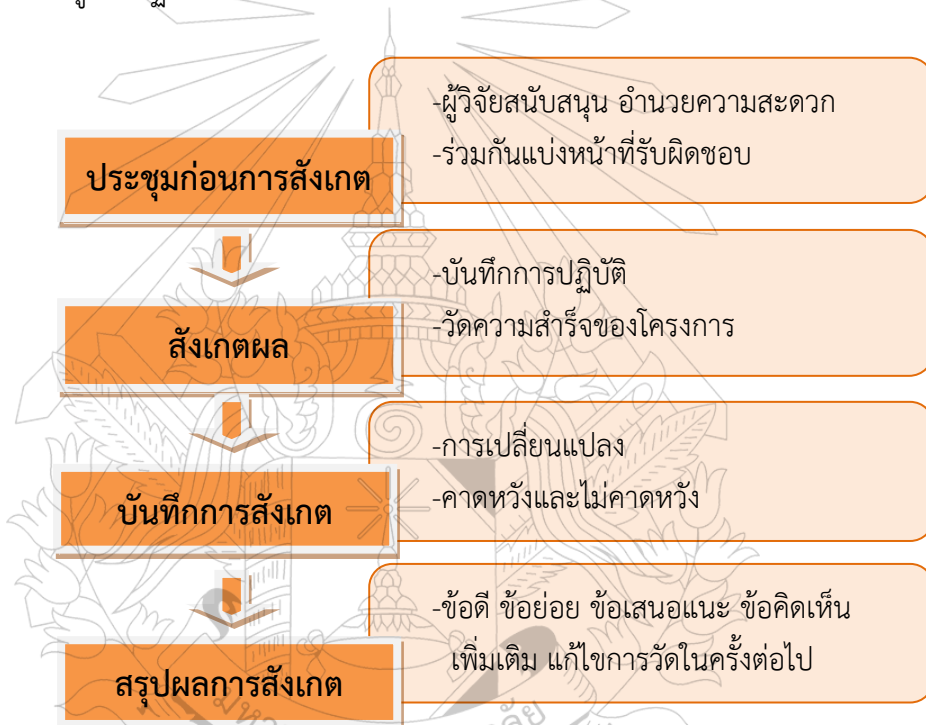 ประชุมก่อนการสังเกต
-ผู้วิจัยสนับสนุน อำนวยความสะดวก
-ร่วมกันแบ่งหน้าที่รับผิดชอบ
สังเกตผล
-บันทึกการปฏิบัติ
-วัดความสำเร็จของโครงการ
บันทึกการสังเกต
-การเปลี่ยนแปลง
-คาดหวังและไม่คาดหวัง
สรุปผลการสังเกต
-ข้อดี ข้อย่อย ข้อเสนอแนะ ข้อคิดเห็น
เพิ่มเติม แก้ไขการวัดในครั้งต่อไป